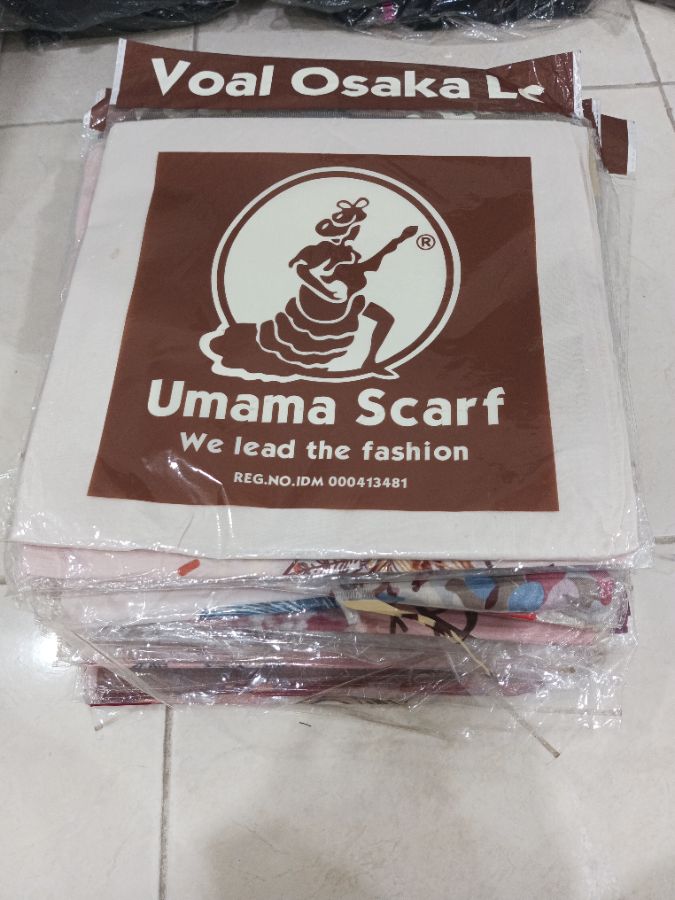 Voal Osaka
®
Umama Scarf
We lead the fashion
REG.NO.IDM 000413481